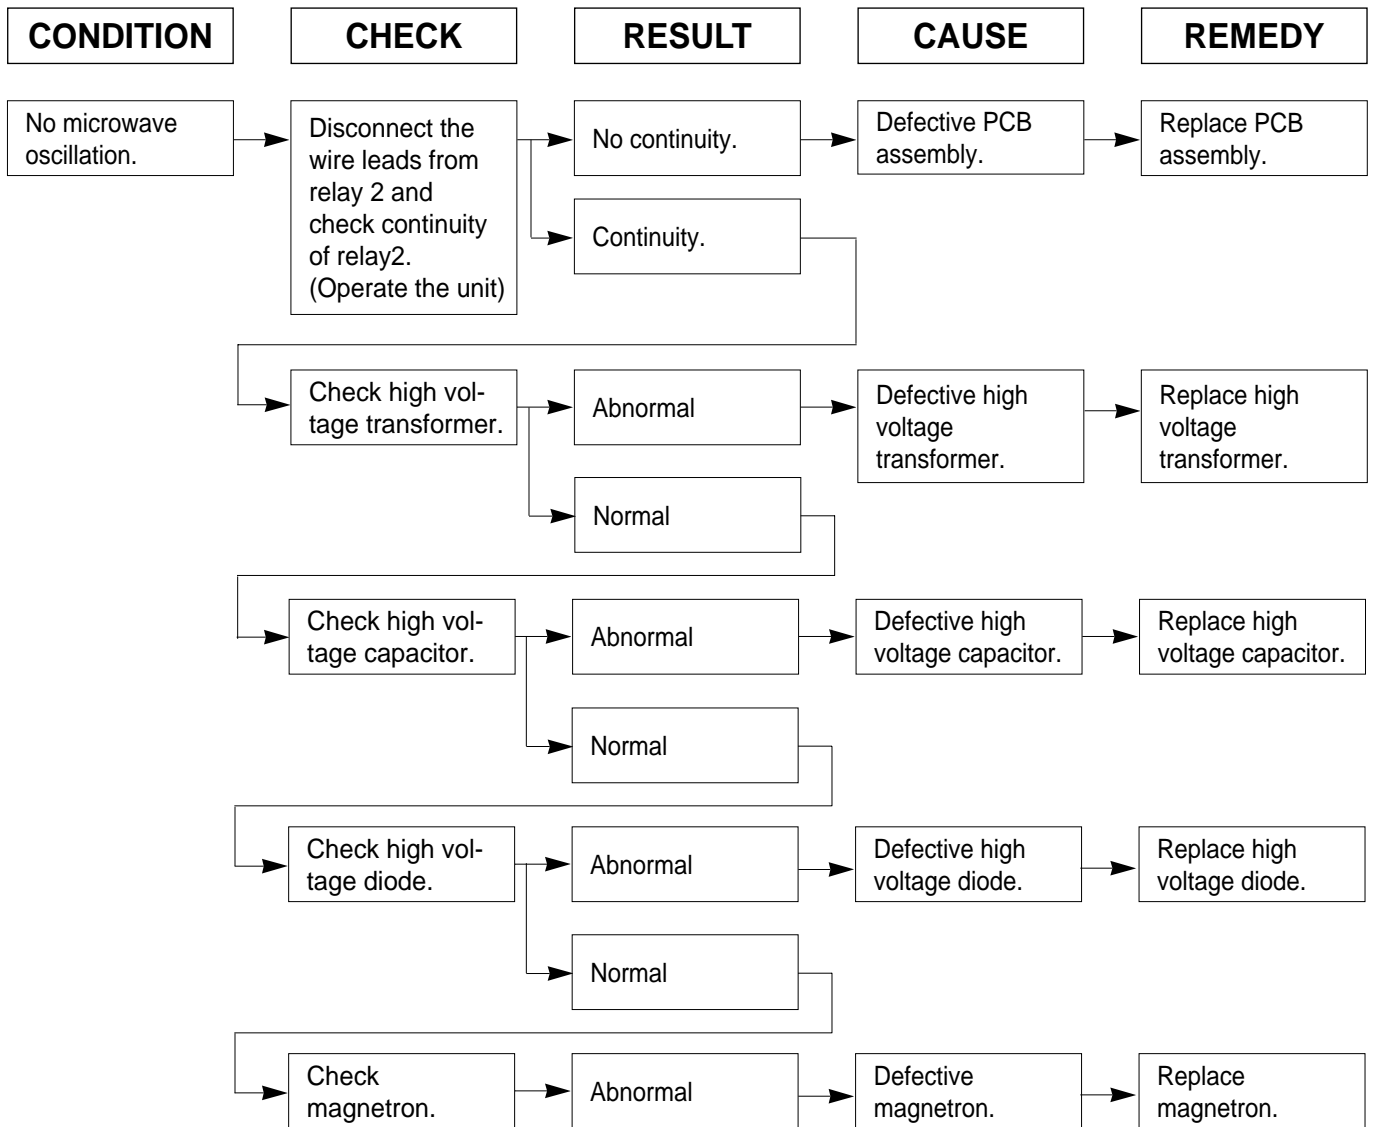 CONDITION
CHECK
RESULT
CAUSE
REMEDY
No microwave
oscillation.
Disconnect the
wire leads from
relay 2 and
check continuity
of relay2.
(Operate the unit)
No continuity.
Defective PCB
assembly.
Replace PCB
assembly.
Continuity.
Check high vol-
tage transformer.
Abnormal
Defective high
voltage
transformer.
Replace high
voltage
transformer.
Normal
Check high vol-
tage capacitor.
Abnormal
Defective high
voltage capacitor.
Replace high
voltage capacitor.
Normal
Check high vol-
tage diode.
Abnormal
Defective high
voltage diode.
Replace high
voltage diode.
Normal
Check
magnetron.
Abnormal
Defective
magnetron.
Replace
magnetron.